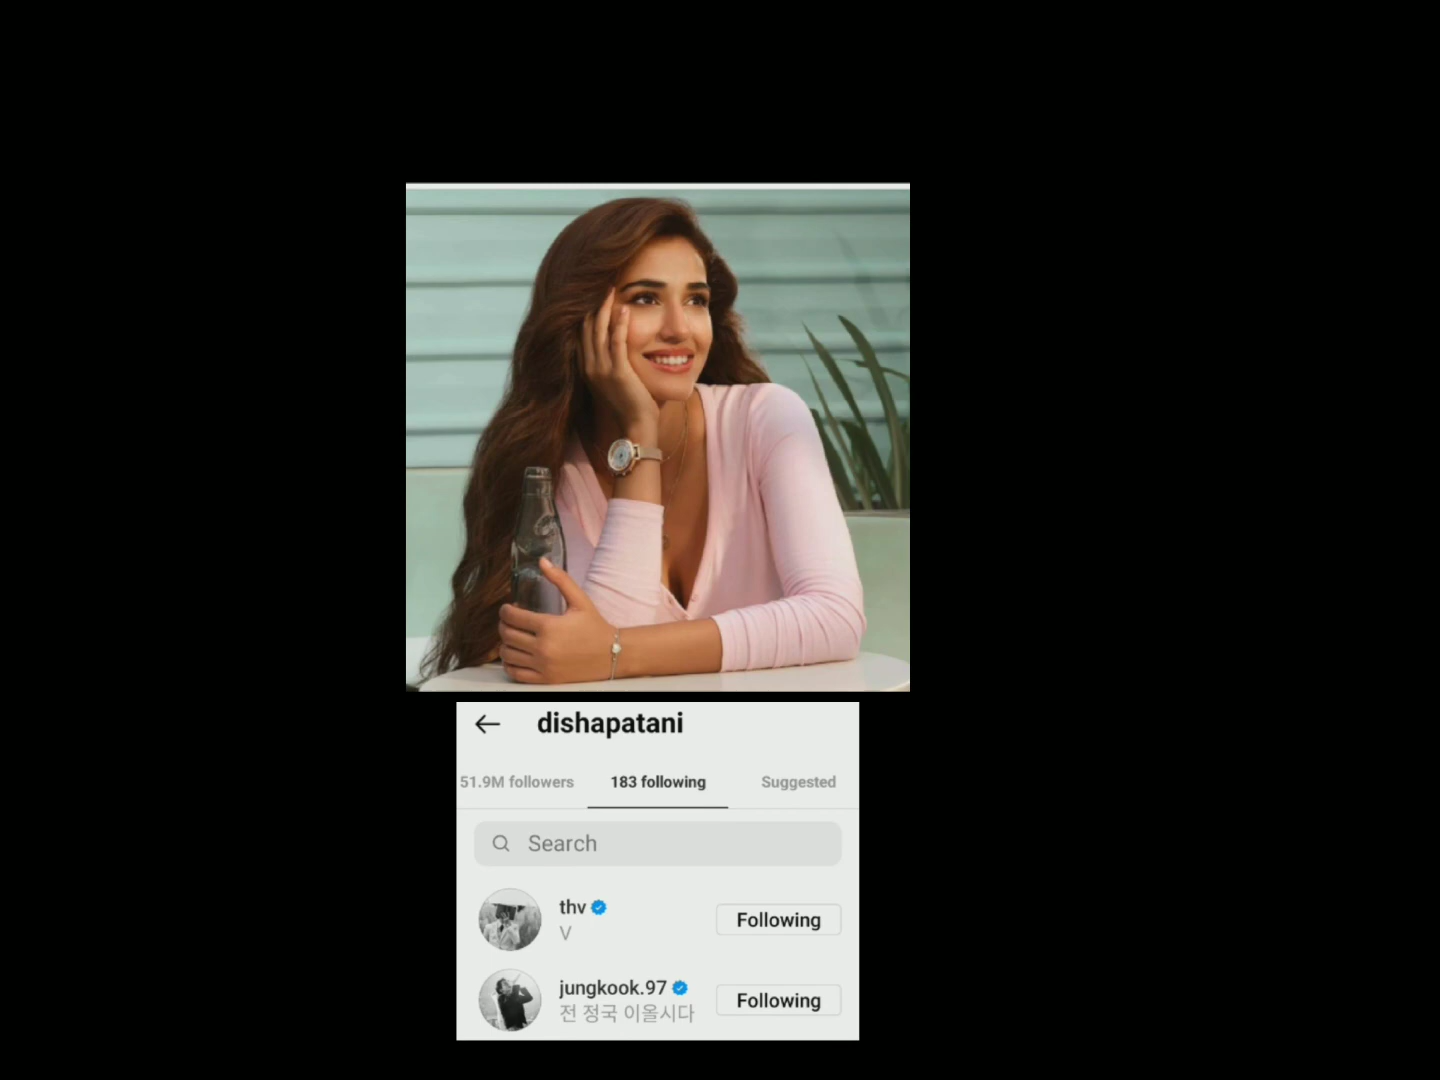 dishapatani
51.9M followers 183 following Suggested
Search
thv
V
Following
jungkook.97
전 정국 이올시다
Following